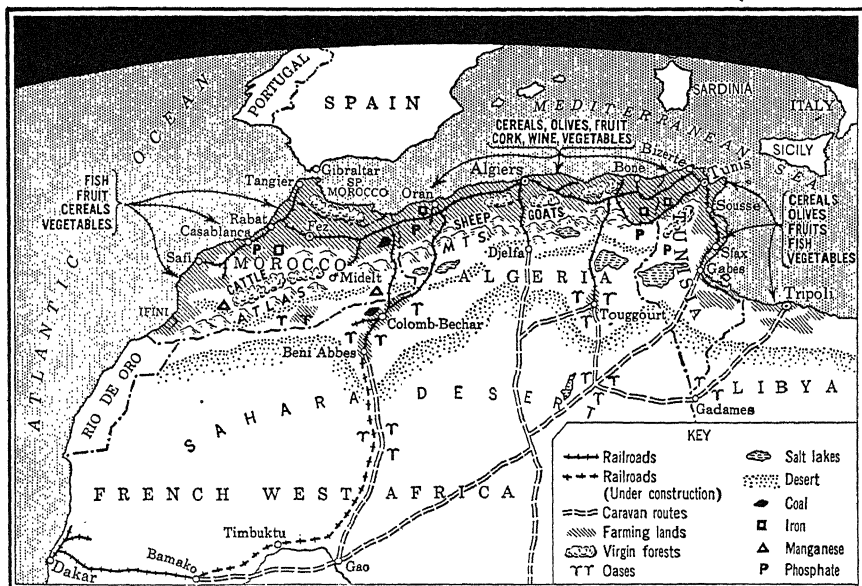 ATLANTIC OCEAN
PORTUGAL
SPAIN
MEDITERRANEAN SEA
SARDINIA
ITALY
SICILY
CEREALS, OLIVES, FRUIT
CORK, WINE, VEGETABLES
Gibraltar
Tangier
SP.
MOROCCO
Oran
Algiers
Bone
Bizerte
Tunis
FISH
FRUIT
CEREALS
VEGETABLES
Rabat
Casablanca
Fez
SHEEP
GOATS
Sousse
CEREALS
OLIVES
FRUITS
FISH
VEGETABLES
Safi
P
P
P
P
MOROCCO
CATTLE
Midelt
ATLAS MTS
Djelfa
ALGERIA
TUNISIA
Sfax
Gabes
Tripoli
IFINI
Colomb-Bechar
Touggourt
Beni Abbes
RIO DE ORO
SAHARA DESERT
LIBYA
Gadames
FRENCH WEST AFRICA
Timbuktu
Bamako
Dakar
Gao
KEY
Railroads
Railroads
(Under construction)
Caravan routes
Farming lands
Virgin forests
Oases
Salt lakes
Desert
Coal
Iron
Manganese
P Phosphate